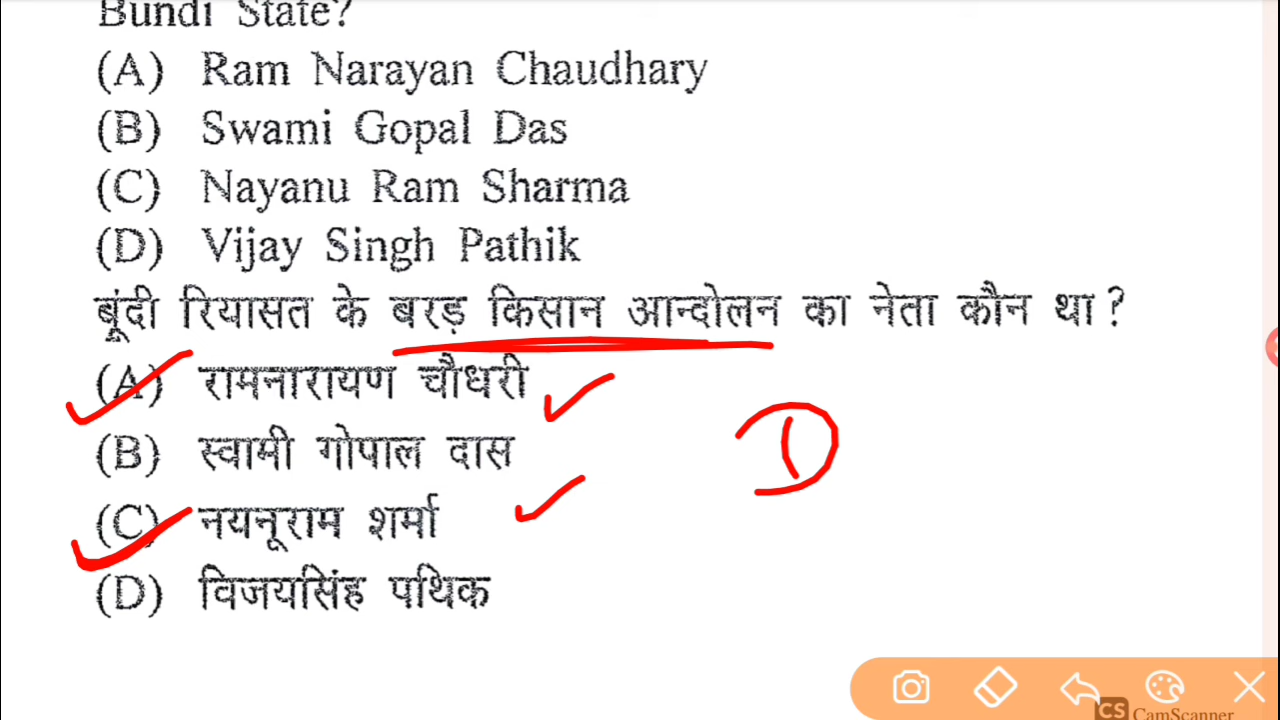 Bundi State?
(A) Ram Narayan Chaudhary
(B) Swami Gopal Das
(C) Nayanu Ram Sharma
(D) Vijay Singh Pathik
बूंदी रियासत के बरड़ किसान आन्दोलन का नेता कौन था?
(A) रामनारायण चौधरी
(B) स्वामी गोपाल दास
D
(C) नयनूराम शर्मा
(D) विजयसिंह पथिक
CS CamScanner